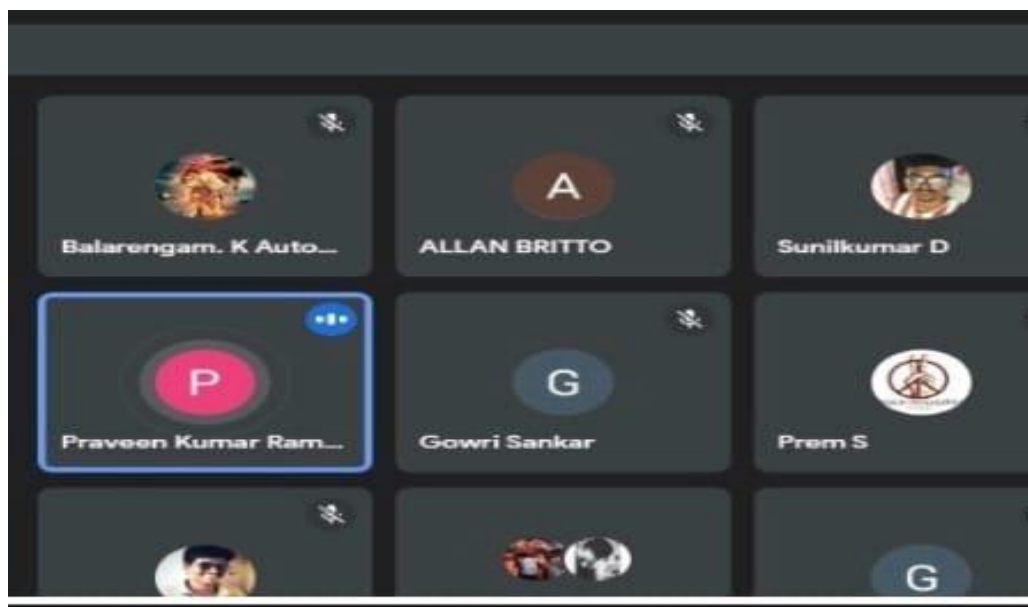 Balarengam. K Auto...
A
ALLAN BRITTO
Sunilkumar D
P
Praveen Kumar Ram...
G
Gowri Sankar
Prem S
G